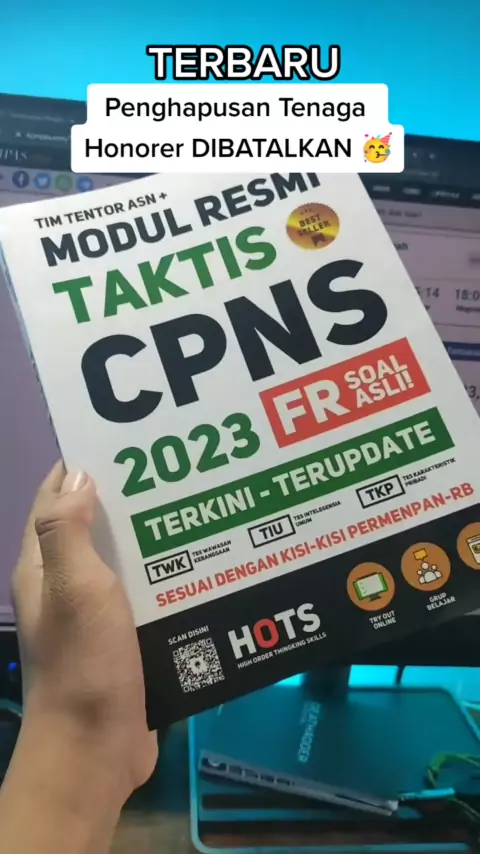 TERBARU
Penghapusan Tenaga
Honorer DIBATALKAN 🥳
TIM TENTOR ASN +
MODUL RESMI
TAKTIS
BEST
SELLER
CPNS
2023
FR SOAL
ASLI!
TERKINI - TERUPDATE
TWK TES WAWASAN
KEBANGSAAN
TIU TES INTELEGENSIA
UMUM
TKP TES KARAKTERISTIK
PRIBADI
SESUAI DENGAN KISI-KISI PERMENPAN-RB
SCAN DISINI
HOTS
HIGH ORDER THINGKING SKILLS
TRY OUT
ONLINE
GRUP
BELAJAR